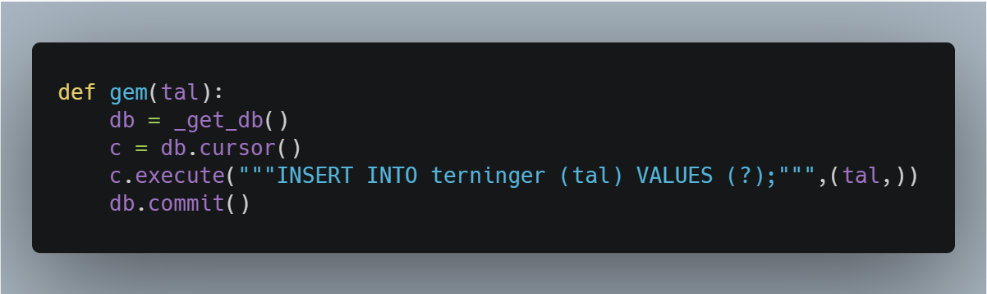 def gem(tal):
    db = _get_db()
    c = db.cursor()
    c.execute("""INSERT INTO terninger (tal) VALUES (?);""",(tal,))
    db.commit()